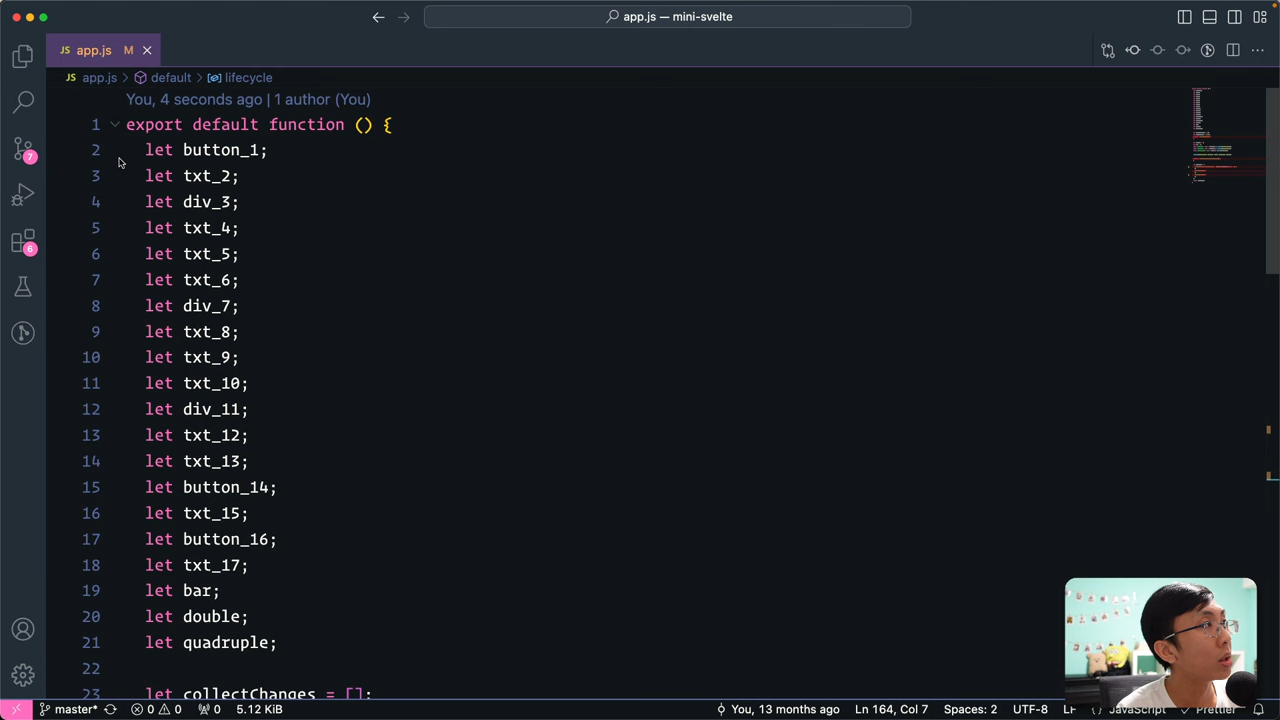 app.js — mini-svelte
JS app.js M
JS app.js > default > lifecycle
You, 4 seconds ago | 1 author (You)
1 export default function () {
2 let button_1;
3 let txt_2;
4 let div_3;
5 let txt_4;
6 let txt_5;
7 let txt_6;
8 let div_7;
9 let txt_8;
10 let txt_9;
11 let txt_10;
12 let div_11;
13 let txt_12;
14 let txt_13;
15 let button_14;
16 let txt_15;
17 let button_16;
18 let txt_17;
19 let bar;
20 let double;
21 let quadruple;
22
23 let collectChanges = [];
7
6
master* 0 0 0 5.12 KiB You, 13 months ago Ln 164, Col 7 Spaces: 2 UTF-8 LF {} JavaScript Prettier